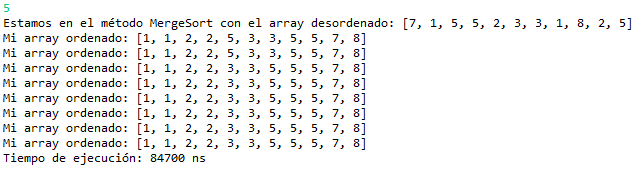 5
Estamos en el método MergeSort con el array desordenado: [7, 1, 5, 5, 2, 3, 3, 1, 8, 2, 5]
Mi array ordenado: [1, 1, 2, 2, 5, 3, 3, 5, 5, 7, 8]
Mi array ordenado: [1, 1, 2, 2, 5, 3, 3, 5, 5, 7, 8]
Mi array ordenado: [1, 1, 2, 2, 3, 3, 5, 5, 5, 7, 8]
Mi array ordenado: [1, 1, 2, 2, 3, 3, 5, 5, 5, 7, 8]
Mi array ordenado: [1, 1, 2, 2, 3, 3, 5, 5, 5, 7, 8]
Mi array ordenado: [1, 1, 2, 2, 3, 3, 5, 5, 5, 7, 8]
Mi array ordenado: [1, 1, 2, 2, 3, 3, 5, 5, 5, 7, 8]
Mi array ordenado: [1, 1, 2, 2, 3, 3, 5, 5, 5, 7, 8]
Tiempo de ejecución: 84700 ns